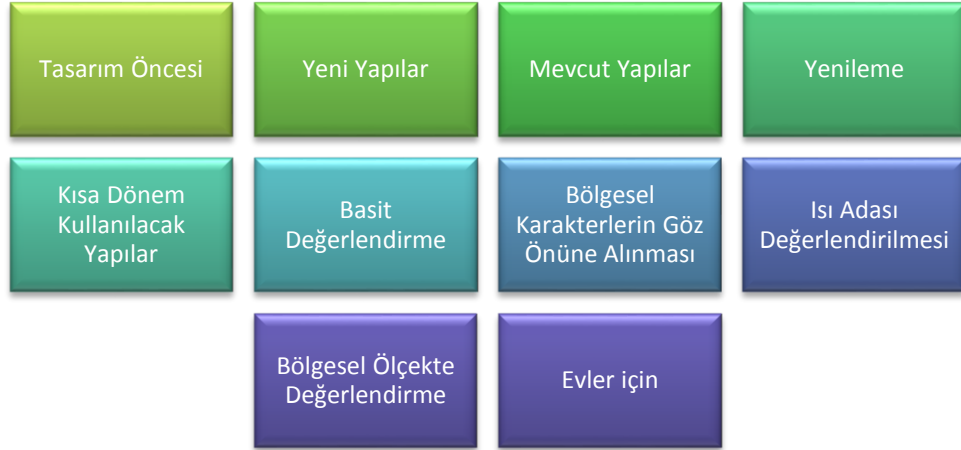 Tasarım Öncesi
Yeni Yapılar
Mevcut Yapılar
Yenileme
Kısa Dönem
Kullanılacak
Yapılar
Basit
Değerlendirme
Bölgesel
Karakterlerin Göz
Önüne Alınması
Isı Adası
Değerlendirilmesi
Bölgesel Ölçekte
Değerlendirme
Evler için